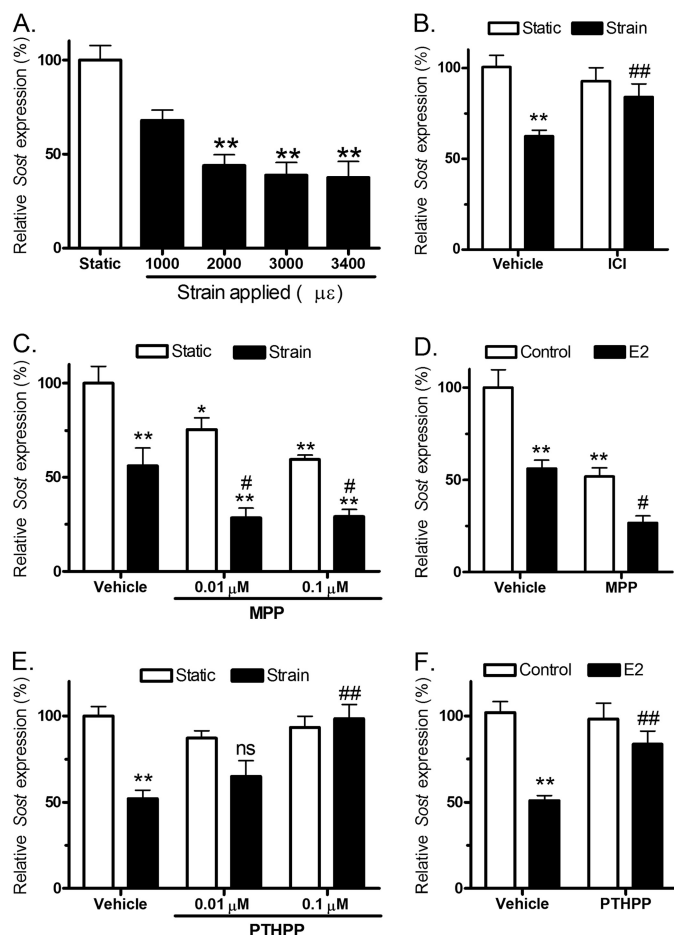 A.
Relative Sost expression (%)
100
50
0
** ** **
Static 1000 2000 3000 3400
Strain applied ( με)
B.
Static Strain
Relative Sost expression (%)
100
50
0
** ##
Vehicle ICI
C.
Static Strain
Relative Sost expression (%)
100
50
0
** * # ** ** # **
Vehicle 0.01 μM 0.1 μM
MPP
D.
Control E2
Relative Sost expression (%)
100
50
0
** ** #
Vehicle MPP
E.
Static Strain
Relative Sost expression (%)
100
50
0
** ns ##
Vehicle 0.01 μM 0.1 μM
PTHPP
F.
Control E2
Relative Sost expression (%)
100
50
0
** ##
Vehicle PTHPP